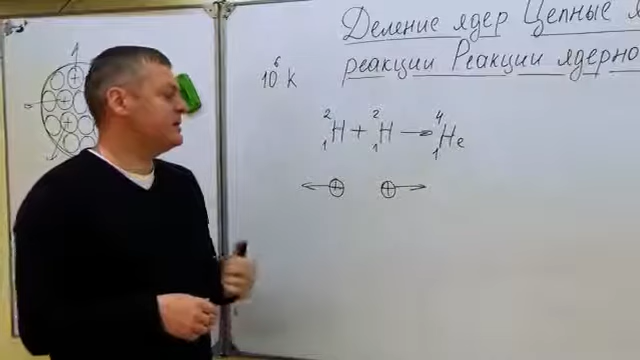 Деление ядер Цепные я
реакции Реакции ядерно
10⁶ k
²₁H + ²₁H → ⁴₁He
+ +